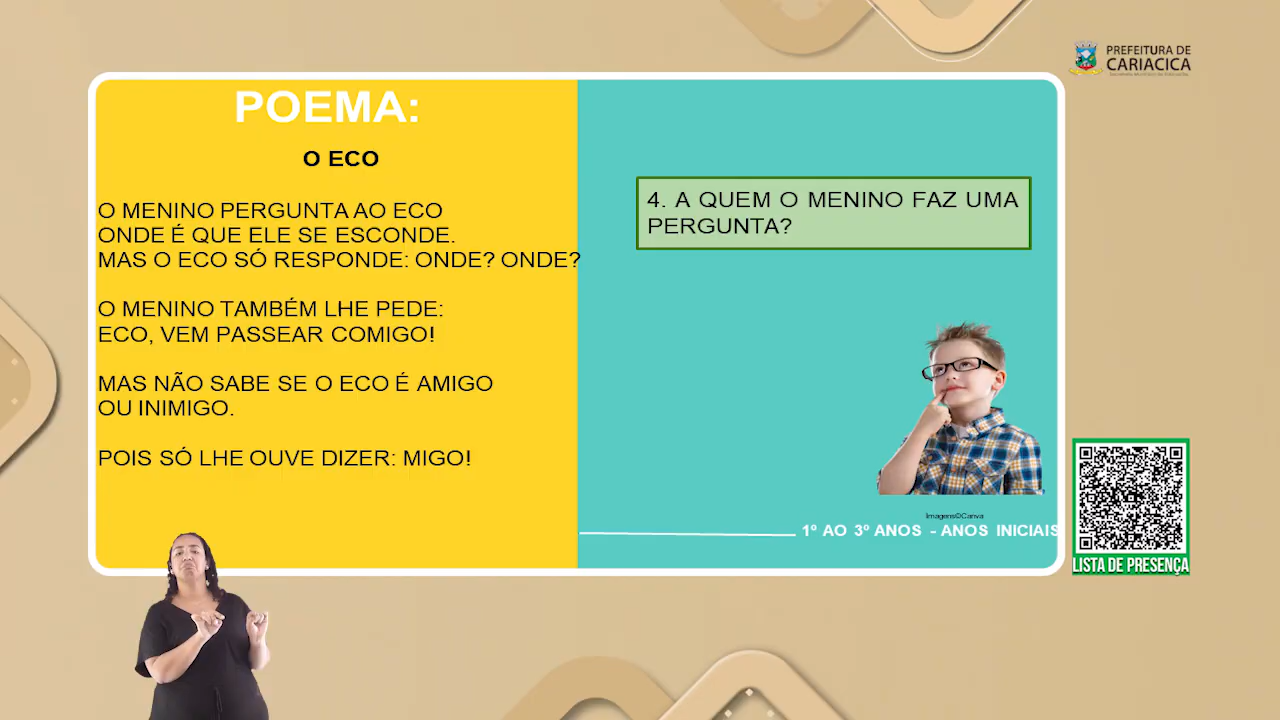 PREFEITURA DE
CARIACICA
POEMA:
O ECO
O MENINO PERGUNTA AO ECO
ONDE É QUE ELE SE ESCONDE.
MAS O ECO SÓ RESPONDE: ONDE? ONDE?
O MENINO TAMBÉM LHE PEDE:
ECO, VEM PASSEAR COMIGO!
MAS NÃO SABE SE O ECO É AMIGO
OU INIMIGO.
POIS SÓ LHE OUVE DIZER: MIGO!
4. A QUEM O MENINO FAZ UMA
PERGUNTA?
Imagens©Canva
1º AO 3º ANOS - ANOS INICIAIS
LISTA DE PRESENÇA